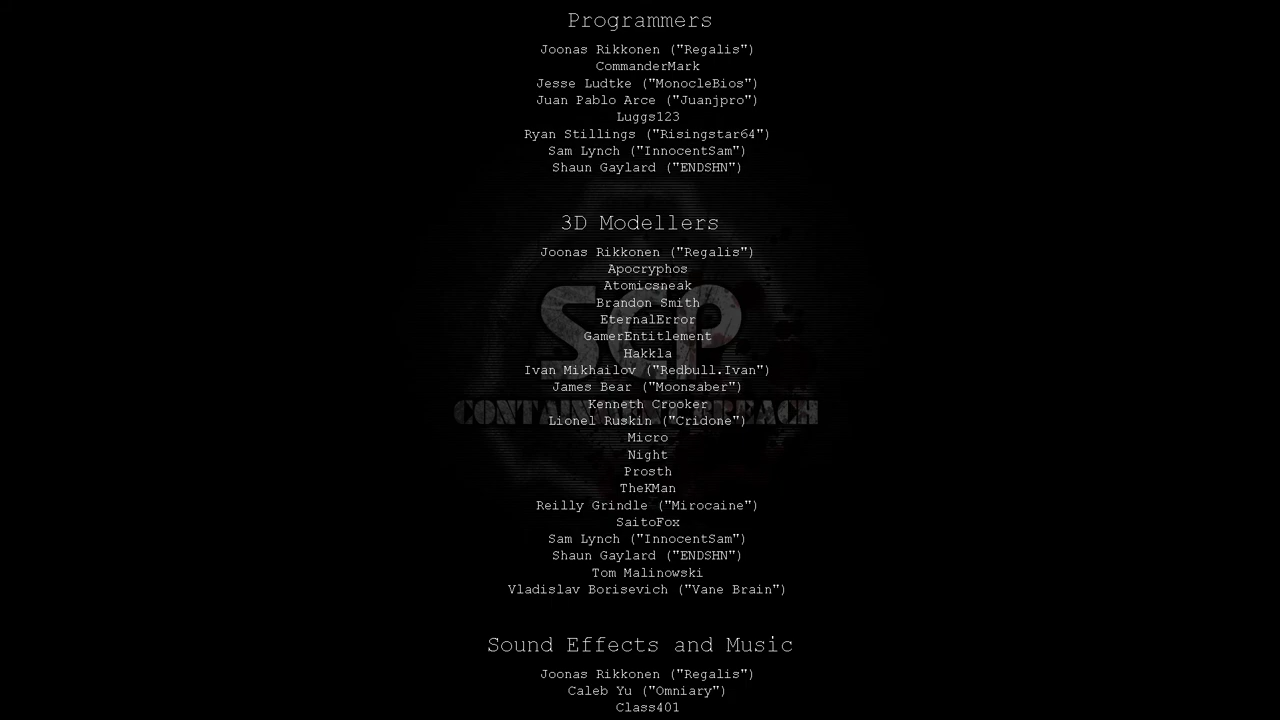 Programmers
Joonas Rikkonen ("Regalis")
CommanderMark
Jesse Ludtke ("MonocleBios")
Juan Pablo Arce ("Juanjpro")
Luggs123
Ryan Stillings ("Risingstar64")
Sam Lynch ("InnocentSam")
Shaun Gaylard ("ENDSHN")
3D Modellers
Joonas Rikkonen ("Regalis")
Apocryphos
Atomicsneak
Brandon Smith
EternalError
GamerEntitlement
Hakkla
Ivan Mikhailov ("Redbull.Ivan")
James Bear ("Moonsaber")
Kenneth Crooker
Lionel Ruskin ("Cridone")
Micro
Night
Prosth
TheKMan
Reilly Grindle ("Mirocaine")
SaitoFox
Sam Lynch ("InnocentSam")
Shaun Gaylard ("ENDSHN")
Tom Malinowski
Vladislav Borisevich ("Vane Brain")
SCP
CONTAINMENT BREACH
Sound Effects and Music
Joonas Rikkonen ("Regalis")
Caleb Yu ("Omniary")
Class401